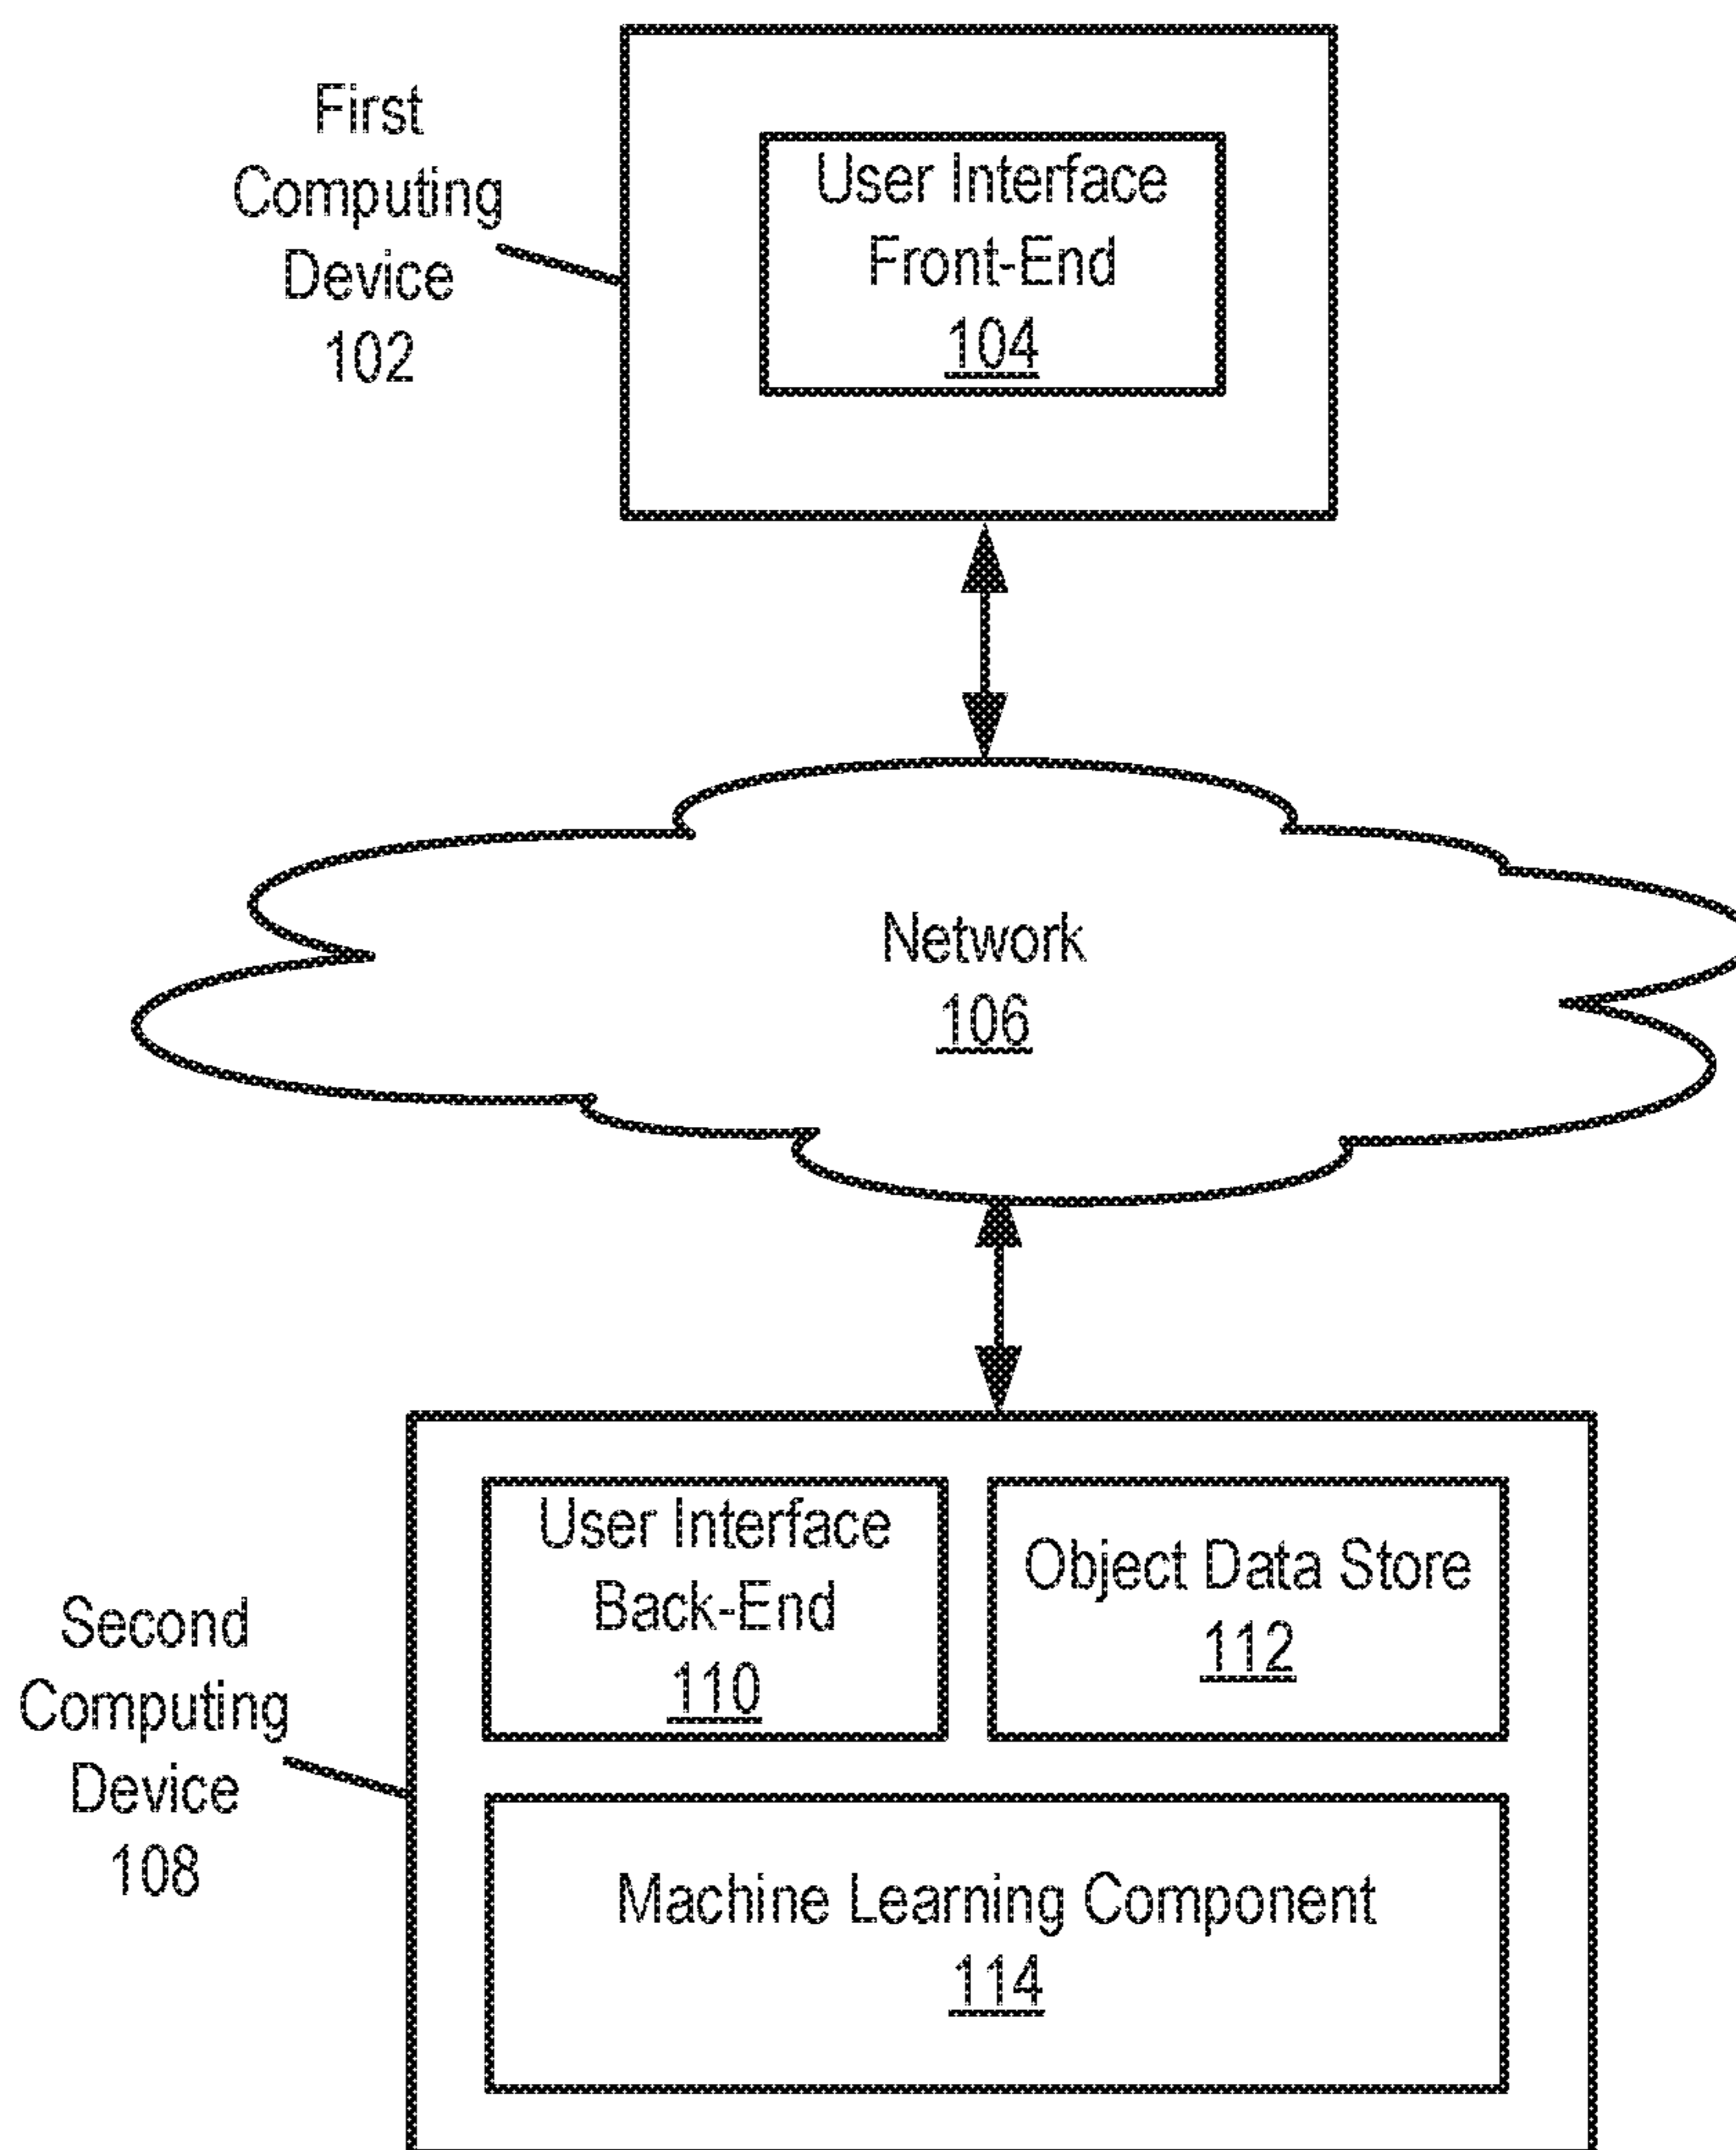 First
Computing
Device
102
User Interface
Front-End
104
Network
106
Second
Computing
Device
108
User Interface
Back-End
110
Object Data Store
112
Machine Learning Component
114